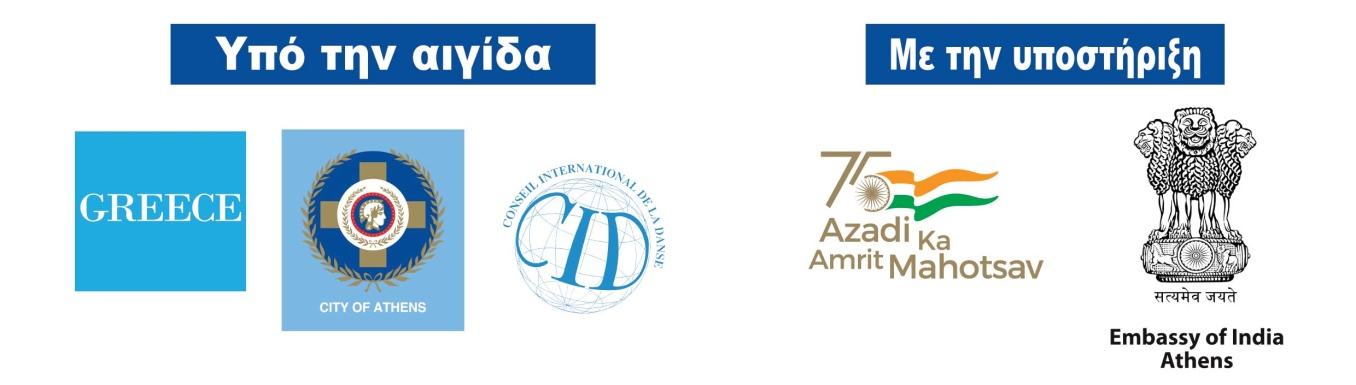 Υπό την αιγίδα
Με την υποστήριξη
GREECE
CITY OF ATHENS
CONSEIL INTERNATIONAL DE LA DANSE
CID
75
Azadi Ka
Amrit Mahotsav
सत्यमेव जयते
Embassy of India
Athens